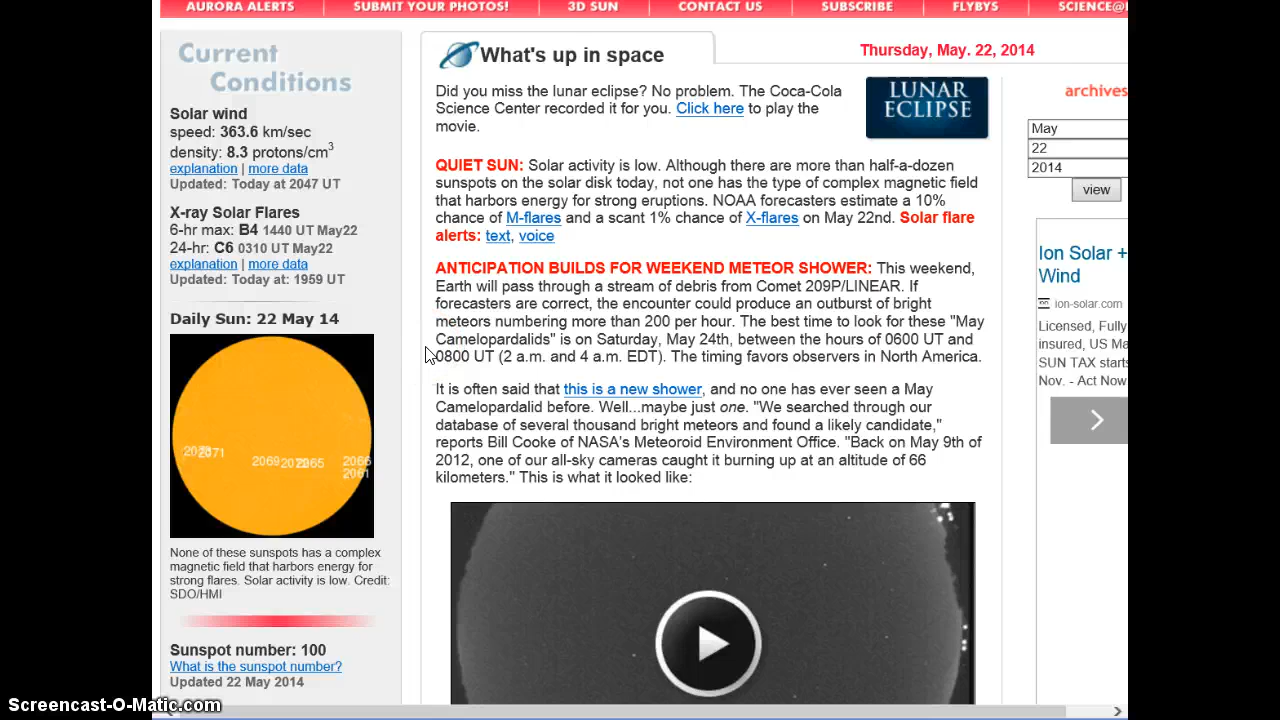 AURORA ALERTS SUBMIT YOUR PHOTOS! 3D SUN CONTACT US SUBSCRIBE FLYBYS SCIENCE@
Current
Conditions
Solar wind
speed: 363.6 km/sec
density: 8.3 protons/cm3
explanation | more data
Updated: Today at 2047 UT
X-ray Solar Flares
6-hr max: B4 1440 UT May22
24-hr: C6 0310 UT May22
explanation | more data
Updated: Today at: 1959 UT
Daily Sun: 22 May 14
2071
2069
2065
2066
2061
None of these sunspots has a complex
magnetic field that harbors energy for
strong flares. Solar activity is low. Credit:
SDO/HMI
Sunspot number: 100
What is the sunspot number?
Updated 22 May 2014
What's up in space
Thursday, May. 22, 2014
Did you miss the lunar eclipse? No problem. The Coca-Cola
Science Center recorded it for you. Click here to play the
movie.
LUNAR
ECLIPSE
QUIET SUN: Solar activity is low. Although there are more than half-a-dozen
sunspots on the solar disk today, not one has the type of complex magnetic field
that harbors energy for strong eruptions. NOAA forecasters estimate a 10%
chance of M-flares and a scant 1% chance of X-flares on May 22nd. Solar flare
alerts: text, voice
ANTICIPATION BUILDS FOR WEEKEND METEOR SHOWER: This weekend,
Earth will pass through a stream of debris from Comet 209P/LINEAR. If
forecasters are correct, the encounter could produce an outburst of bright
meteors numbering more than 200 per hour. The best time to look for these "May
Camelopardalids" is on Saturday, May 24th, between the hours of 0600 UT and
0800 UT (2 a.m. and 4 a.m. EDT). The timing favors observers in North America.
It is often said that this is a new shower, and no one has ever seen a May
Camelopardalid before. Well...maybe just one. "We searched through our
database of several thousand bright meteors and found a likely candidate,"
reports Bill Cooke of NASA's Meteoroid Environment Office. "Back on May 9th of
2012, one of our all-sky cameras caught it burning up at an altitude of 66
kilometers." This is what it looked like:
archives
May
22
2014
view
Ion Solar +
Wind
ion-solar.com
Licensed, Fully
insured, US Ma
SUN TAX starts
Nov. - Act Now
Screencast-O-Matic.com